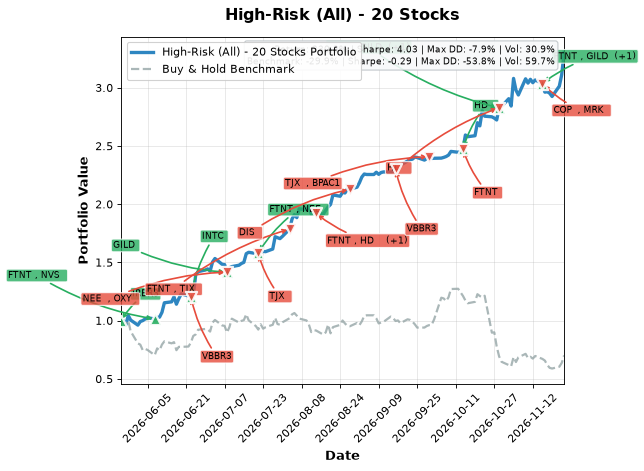 High-Risk (All) - 20 Stocks
High-Risk (All) - 20 Stocks Portfolio
Buy & Hold Benchmark
Sharpe: 4.03 | Max DD: -7.9% | Vol: 30.9%
Benchmark: -29.9% | Sharpe: -0.29 | Max DD: -53.8% | Vol: 59.7%
FTNT, GILD (+1)
COP , MRK
HD
FTNT
TJX , BPAC1
VBBR3
FTNT , HD (+1)
DIS
INTC
GILD
FTNT , NVS
NEE , OXY
FTNT , TJX
TJX
VBBR3
Portfolio Value
3.0
2.5
2.0
1.5
1.0
0.5
2026-06-05
2026-06-21
2026-07-07
2026-07-23
2026-08-08
2026-08-24
2026-09-09
2026-09-25
2026-10-11
2026-10-27
2026-11-12
Date